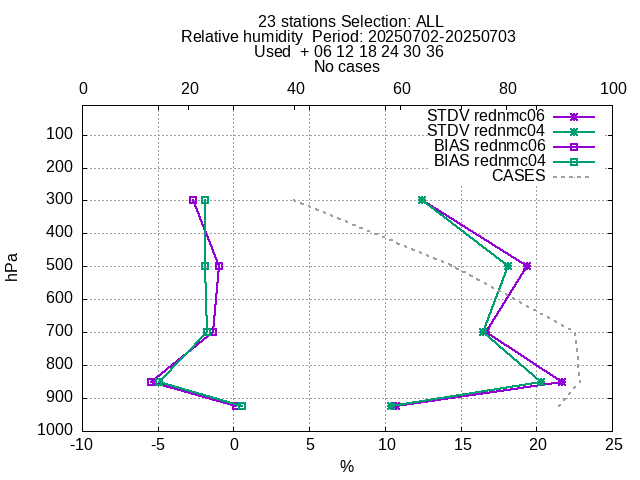 23 stations Selection: ALL
Relative humidity  Period: 20250702-20250703
Used  + 06 12 18 24 30 36
No cases
0 20 40 60 80 100
STDV rednmc06
STDV rednmc04
BIAS rednmc06
BIAS rednmc04
CASES
100
200
300
400
500
600
700
800
900
1000
hPa
-10 -5 0 5 10 15 20 25
%